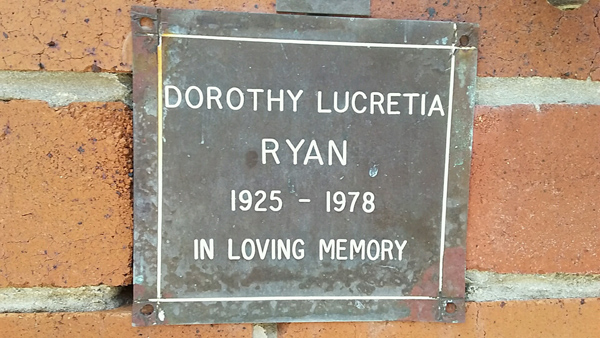 DOROTHY LUCRETIA
RYAN
1925 - 1978
IN LOVING MEMORY